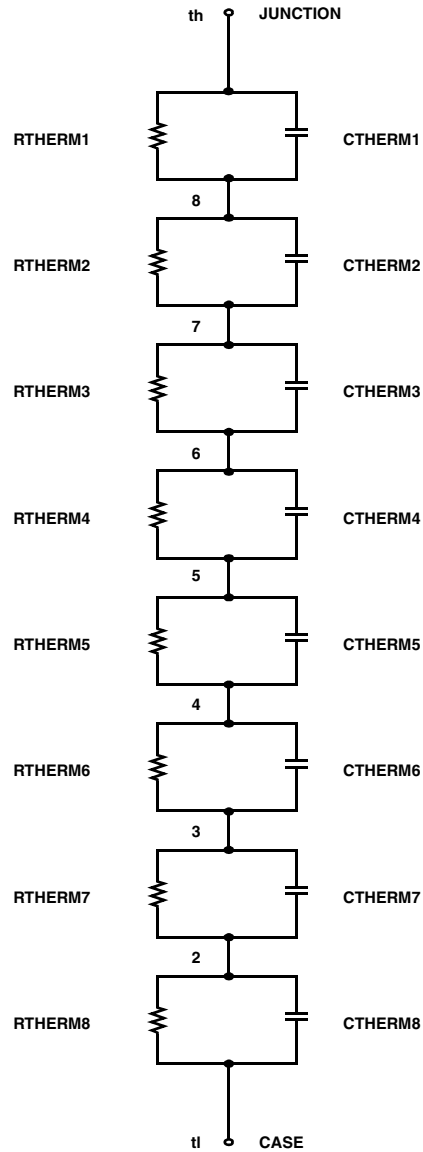 th JUNCTION
RTHERM1 CTHERM1
8
RTHERM2 CTHERM2
7
RTHERM3 CTHERM3
6
RTHERM4 CTHERM4
5
RTHERM5 CTHERM5
4
RTHERM6 CTHERM6
3
RTHERM7 CTHERM7
2
RTHERM8 CTHERM8
tl CASE